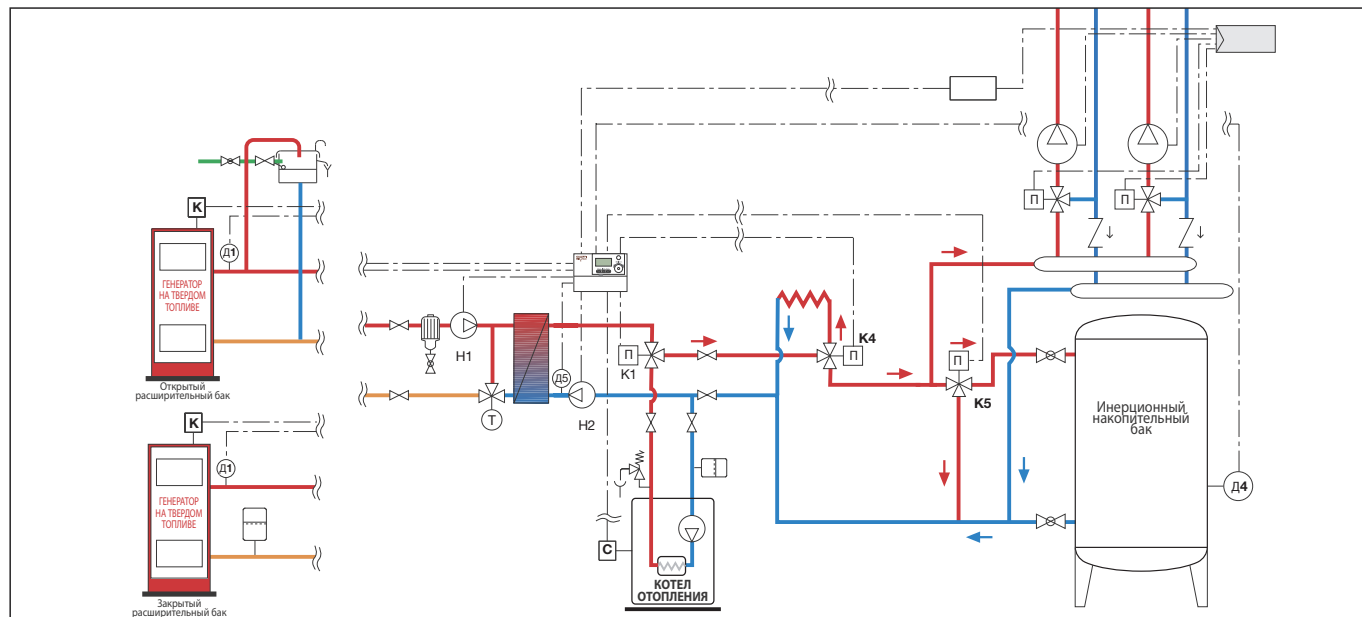 К
Д1
ГЕНЕРАТОР
НА ТВЕРДОМ
ТОПЛИВЕ
Открытый
расширительный бак
К
Д1
ГЕНЕРАТОР
НА ТВЕРДОМ
ТОПЛИВЕ
Закрытый
расширительный бак
Н1
Т
Д5
Н2
П
К1
С
КОТЕЛ
ОТОПЛЕНИЯ
К4
П
П
К5
П
П
Инерционный
накопительный
бак
Д4